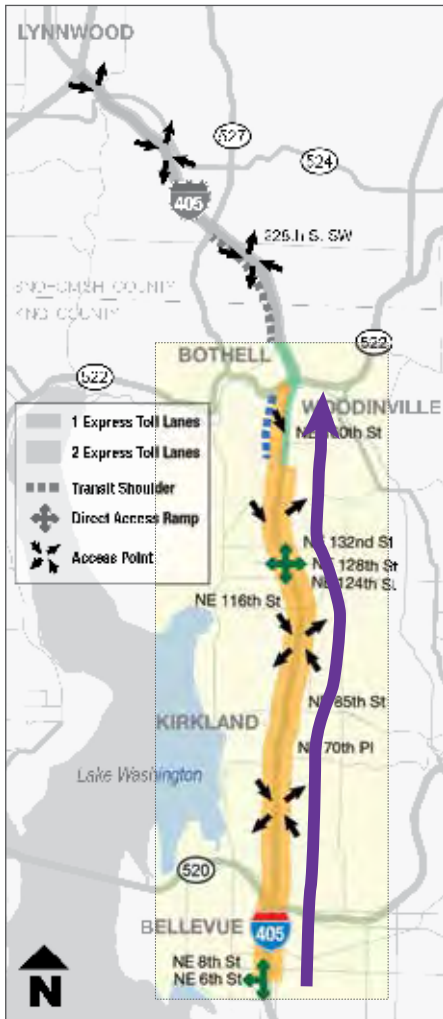 LYNNWOOD
527
524
405
228th St SW
SNOHOMISH COUNTY
KING COUNTY
BOTHELL
522
522
WOODINVILLE
1 Express Toll Lanes
2 Express Toll Lanes
Transit Shoulder
Direct Access Ramp
Access Point
NE 132nd St
NE 128th St
NE 124th St
NE 116th St
NE 85th St
KIRKLAND
NE 70th Pl
Lake Washington
520
BELLEVUE
405
NE 8th St
NE 6th St
N